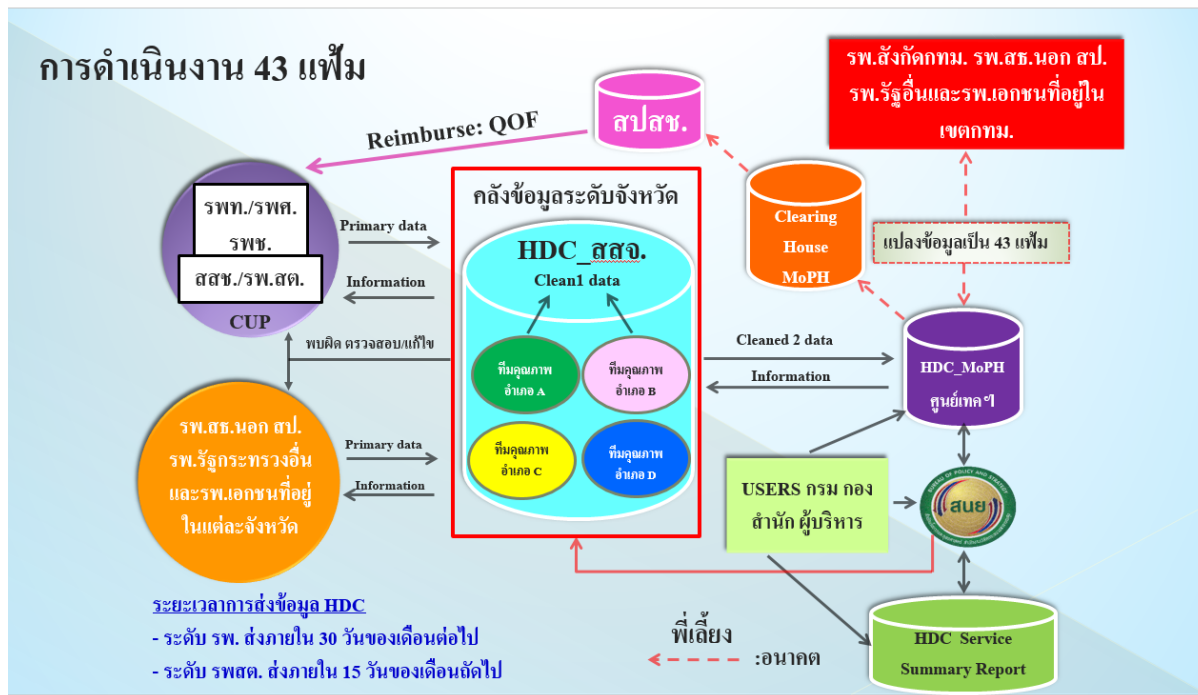 การดำเนินงาน 43 แฟ้ม
รพ.สังกัดกทม. รพ.สธ.นอก สป.
รพ.รัฐอื่นและรพ.เอกชนที่อยู่ใน
เขตกทม.
สปสช.
Reimburse: QOF
รพท./รพศ.
รพช.
สสช./รพ.สต.
CUP
Primary data
Information
คลังข้อมูลระดับจังหวัด
HDC_สสจ.
Clean1 data
Clearing
House
MoPH
แปลงข้อมูลเป็น 43 แฟ้ม
พบผิด ตรวจสอบ/แก้ไข
ทีมคุณภาพ
อำเภอ A
ทีมคุณภาพ
อำเภอ B
ทีมคุณภาพ
อำเภอ C
ทีมคุณภาพ
อำเภอ D
Cleaned 2 data
Information
HDC_MoPH
ศูนย์เทคฯ
รพ.สธ.นอก สป.
รพ.รัฐกระทรวงอื่น
และรพ.เอกชนที่อยู่
ในแต่ละจังหวัด
Primary data
Information
USERS กรม กอง
สำนัก ผู้บริหาร
BUREAU OF POLICY AND STRATEGY
สนย
ระยะเวลาการส่งข้อมูล HDC
- ระดับ รพ. ส่งภายใน 30 วันของเดือนต่อไป
- ระดับ รพสต. ส่งภายใน 15 วันของเดือนถัดไป
พี่เลี้ยง
:อนาคต
HDC Service
Summary Report